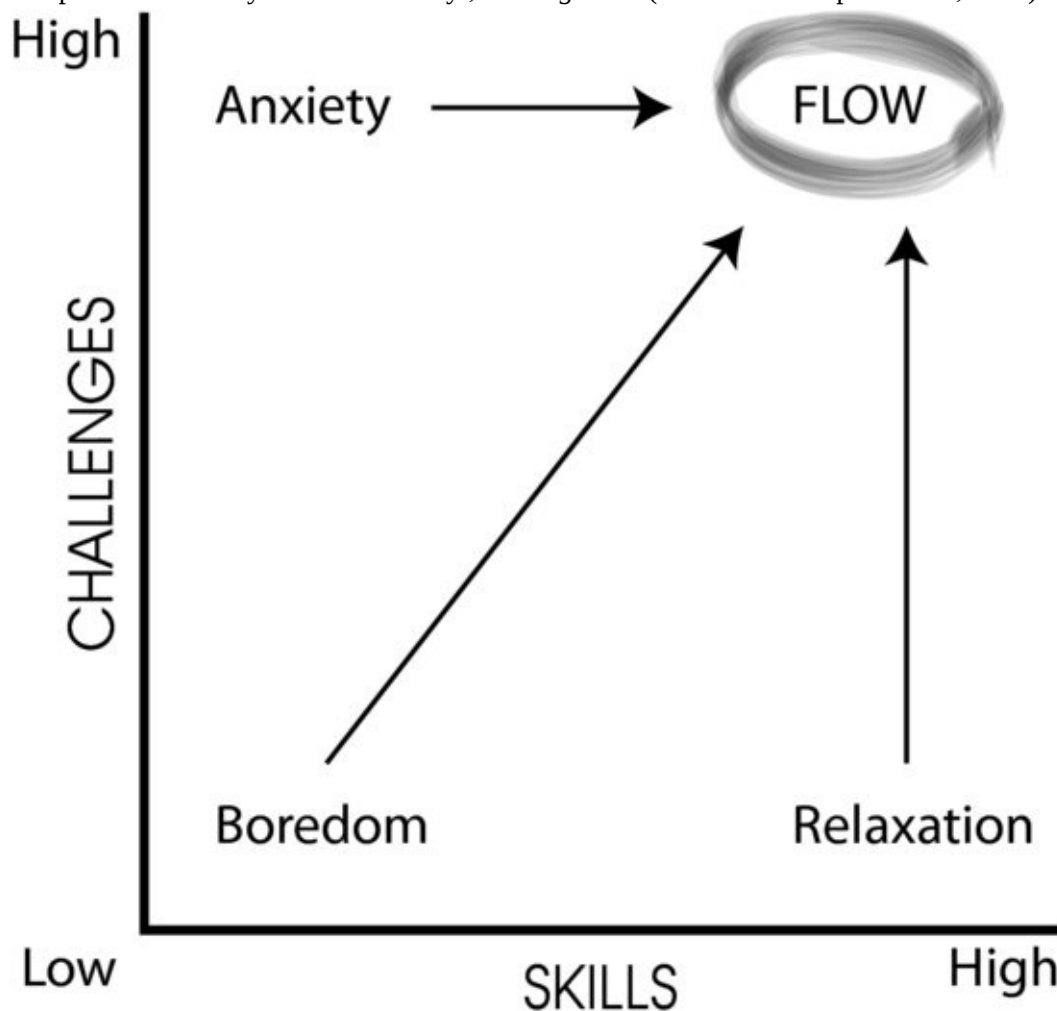 High
Anxiety
FLOW
CHALLENGES
Boredom
Relaxation
Low
SKILLS
High